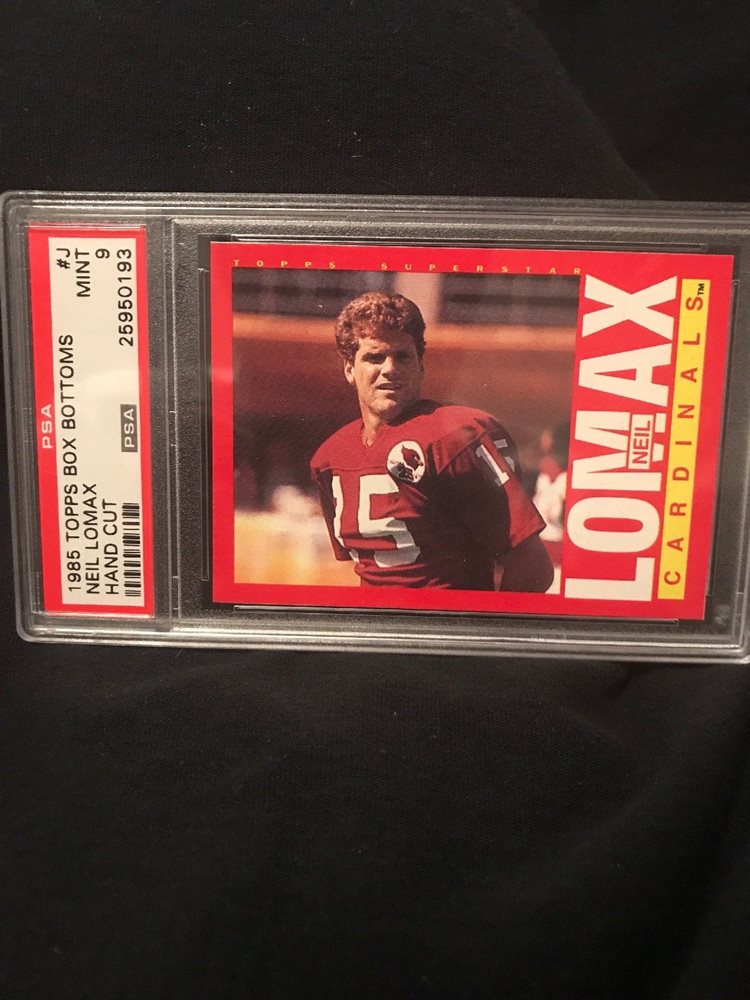 PSA
1985 TOPPS BOX BOTTOMS #J
NEIL LOMAX MINT
HAND CUT 9
PSA 25950193
TOPPS SUPERSTAR
LOMAX
NEIL
CARDINALS™
15
15